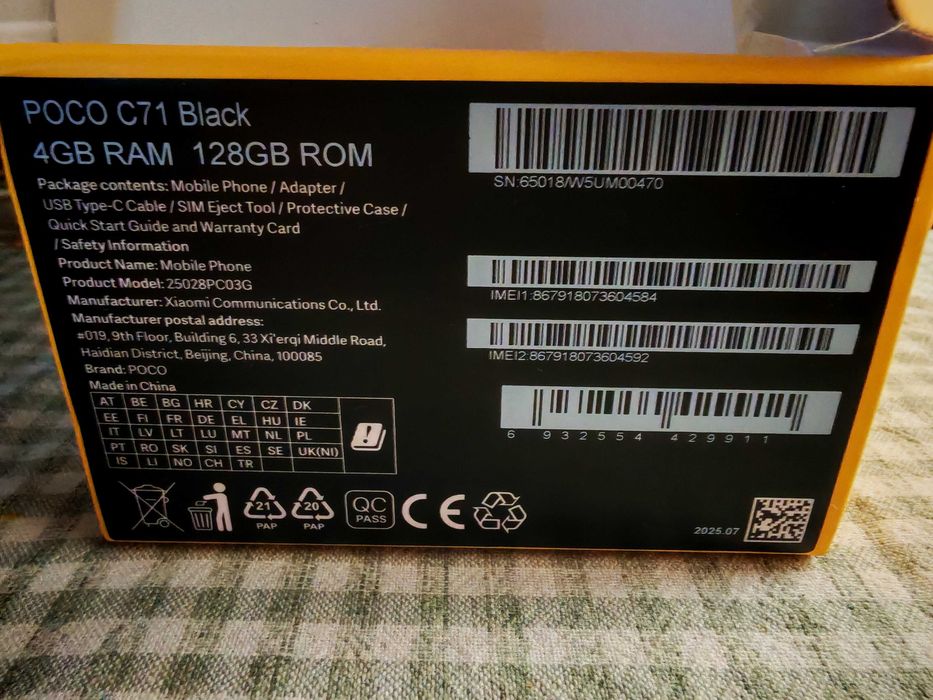 POCO C71 Black
4GB RAM 128GB ROM
Package contents: Mobile Phone / Adapter /
USB Type-C Cable / SIM Eject Tool / Protective Case /
Quick Start Guide and Warranty Card
/ Safety Information
Product Name: Mobile Phone
Product Model: 25028PC03G
Manufacturer: Xiaomi Communications Co., Ltd.
Manufacturer postal address:
#019, 9th Floor, Building 6, 33 Xi'erqi Middle Road,
Haidian District, Beijing, China, 100085
Brand: POCO
Made in China
AT BE BG HR CY CZ DK
EE FI FR DE EL HU IE
IT LV LT LU MT NL PL
PT RO SK SI ES SE UK(NI)
IS LI NO CH TR
!
21 PAP
20 PAP
QC PASS
CE
SN:65018/W5UM00470
IMEI1:867918073604584
IMEI2:867918073604592
6 932554 429911
2025.07